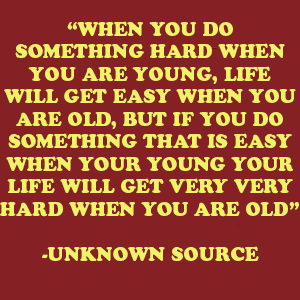 “WHEN YOU DO
SOMETHING HARD WHEN
YOU ARE YOUNG, LIFE
WILL GET EASY WHEN YOU
ARE OLD, BUT IF YOU DO
SOMETHING THAT IS EASY
WHEN YOUR YOUNG YOUR
LIFE WILL GET VERY VERY
HARD WHEN YOU ARE OLD”
-UNKNOWN SOURCE